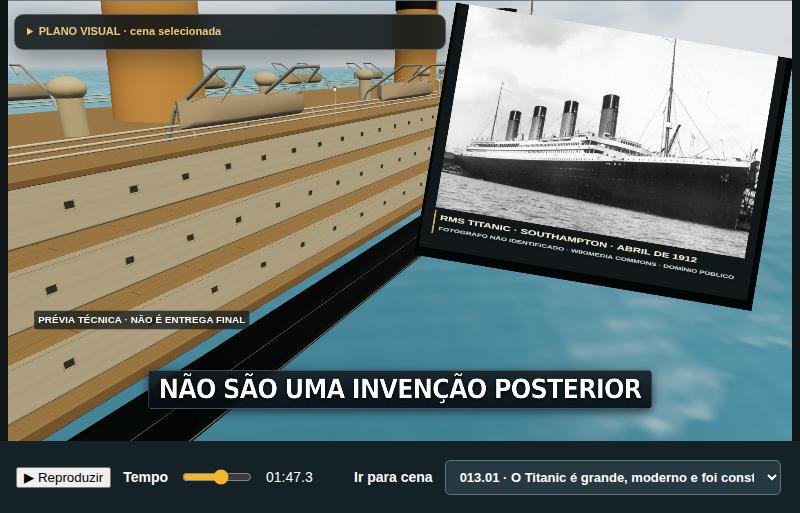 ▶ PLANO VISUAL · cena selecionada
RMS TITANIC · SOUTHAMPTON · ABRIL DE 1912
FOTÓGRAFO NÃO IDENTIFICADO · WIKIMEDIA COMMONS · DOMÍNIO PÚBLICO
PRÉVIA TÉCNICA · NÃO É ENTREGA FINAL
NÃO SÃO UMA INVENÇÃO POSTERIOR
▶ Reproduzir Tempo 01:47.3 Ir para cena 013.01 · O Titanic é grande, moderno e foi const